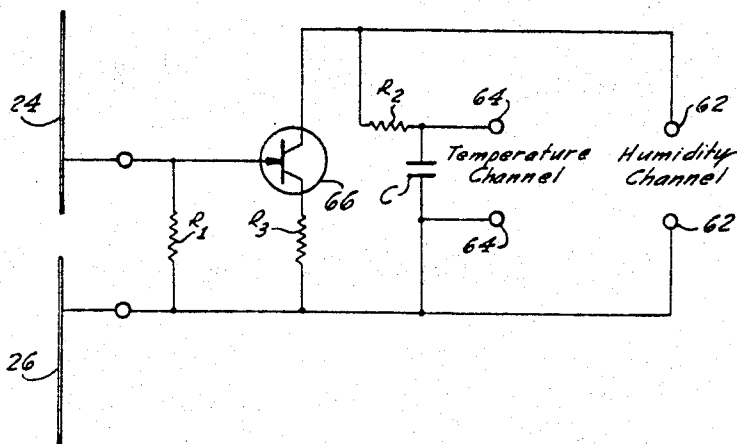 24
R2
64
62
Temperature Humidity
Channel Channel
66
C
R1
R3
64
62
26